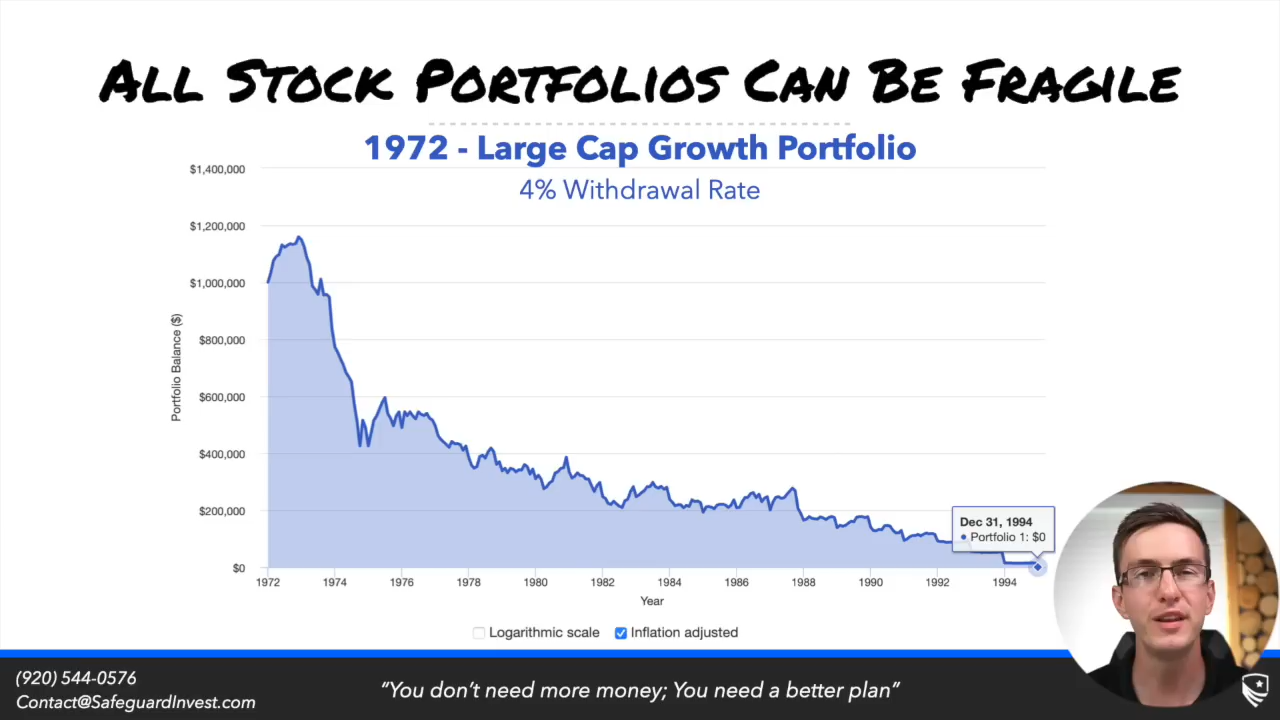 All Stock Portfolios Can Be Fragile
1972 - Large Cap Growth Portfolio
4% Withdrawal Rate
$1,400,000
$1,200,000
$1,000,000
$800,000
$600,000
$400,000
$200,000
$0
Portfolio Balance ($)
Dec 31, 1994
Portfolio 1: $0
1972 1974 1976 1978 1980 1982 1984 1986 1988 1990 1992 1994
Year
Logarithmic scale Inflation adjusted
(920) 544-0576
Contact@SafeguardInvest.com
“You don’t need more money; You need a better plan”